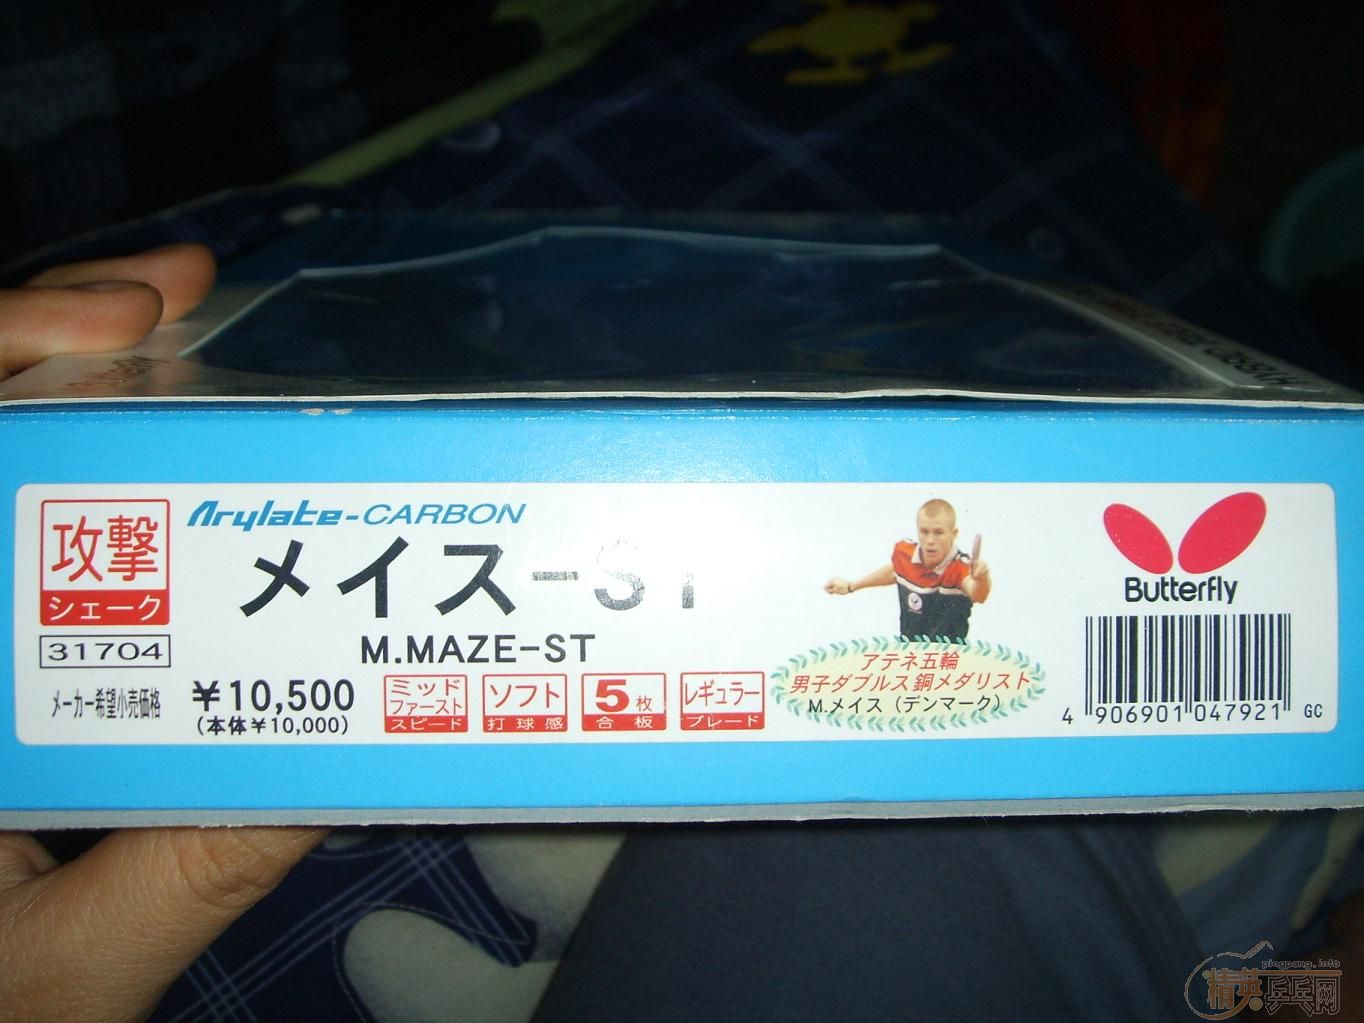 Butterfly
攻撃
シェーク
31704
メーカー希望小売価格
Arylate-CARBON
メイス-ST
M.MAZE-ST
¥10,500
(本体¥10,000)
ミッド
ファースト
スピード
ソフト
打球感
5枚
合板
レギュラー
ブレード
アテネ五輪
男子ダブルス銅メダリスト
M.メイス(デンマーク)
Butterfly
4 906901 047921 GC
pingpang.info
精英乒乓网